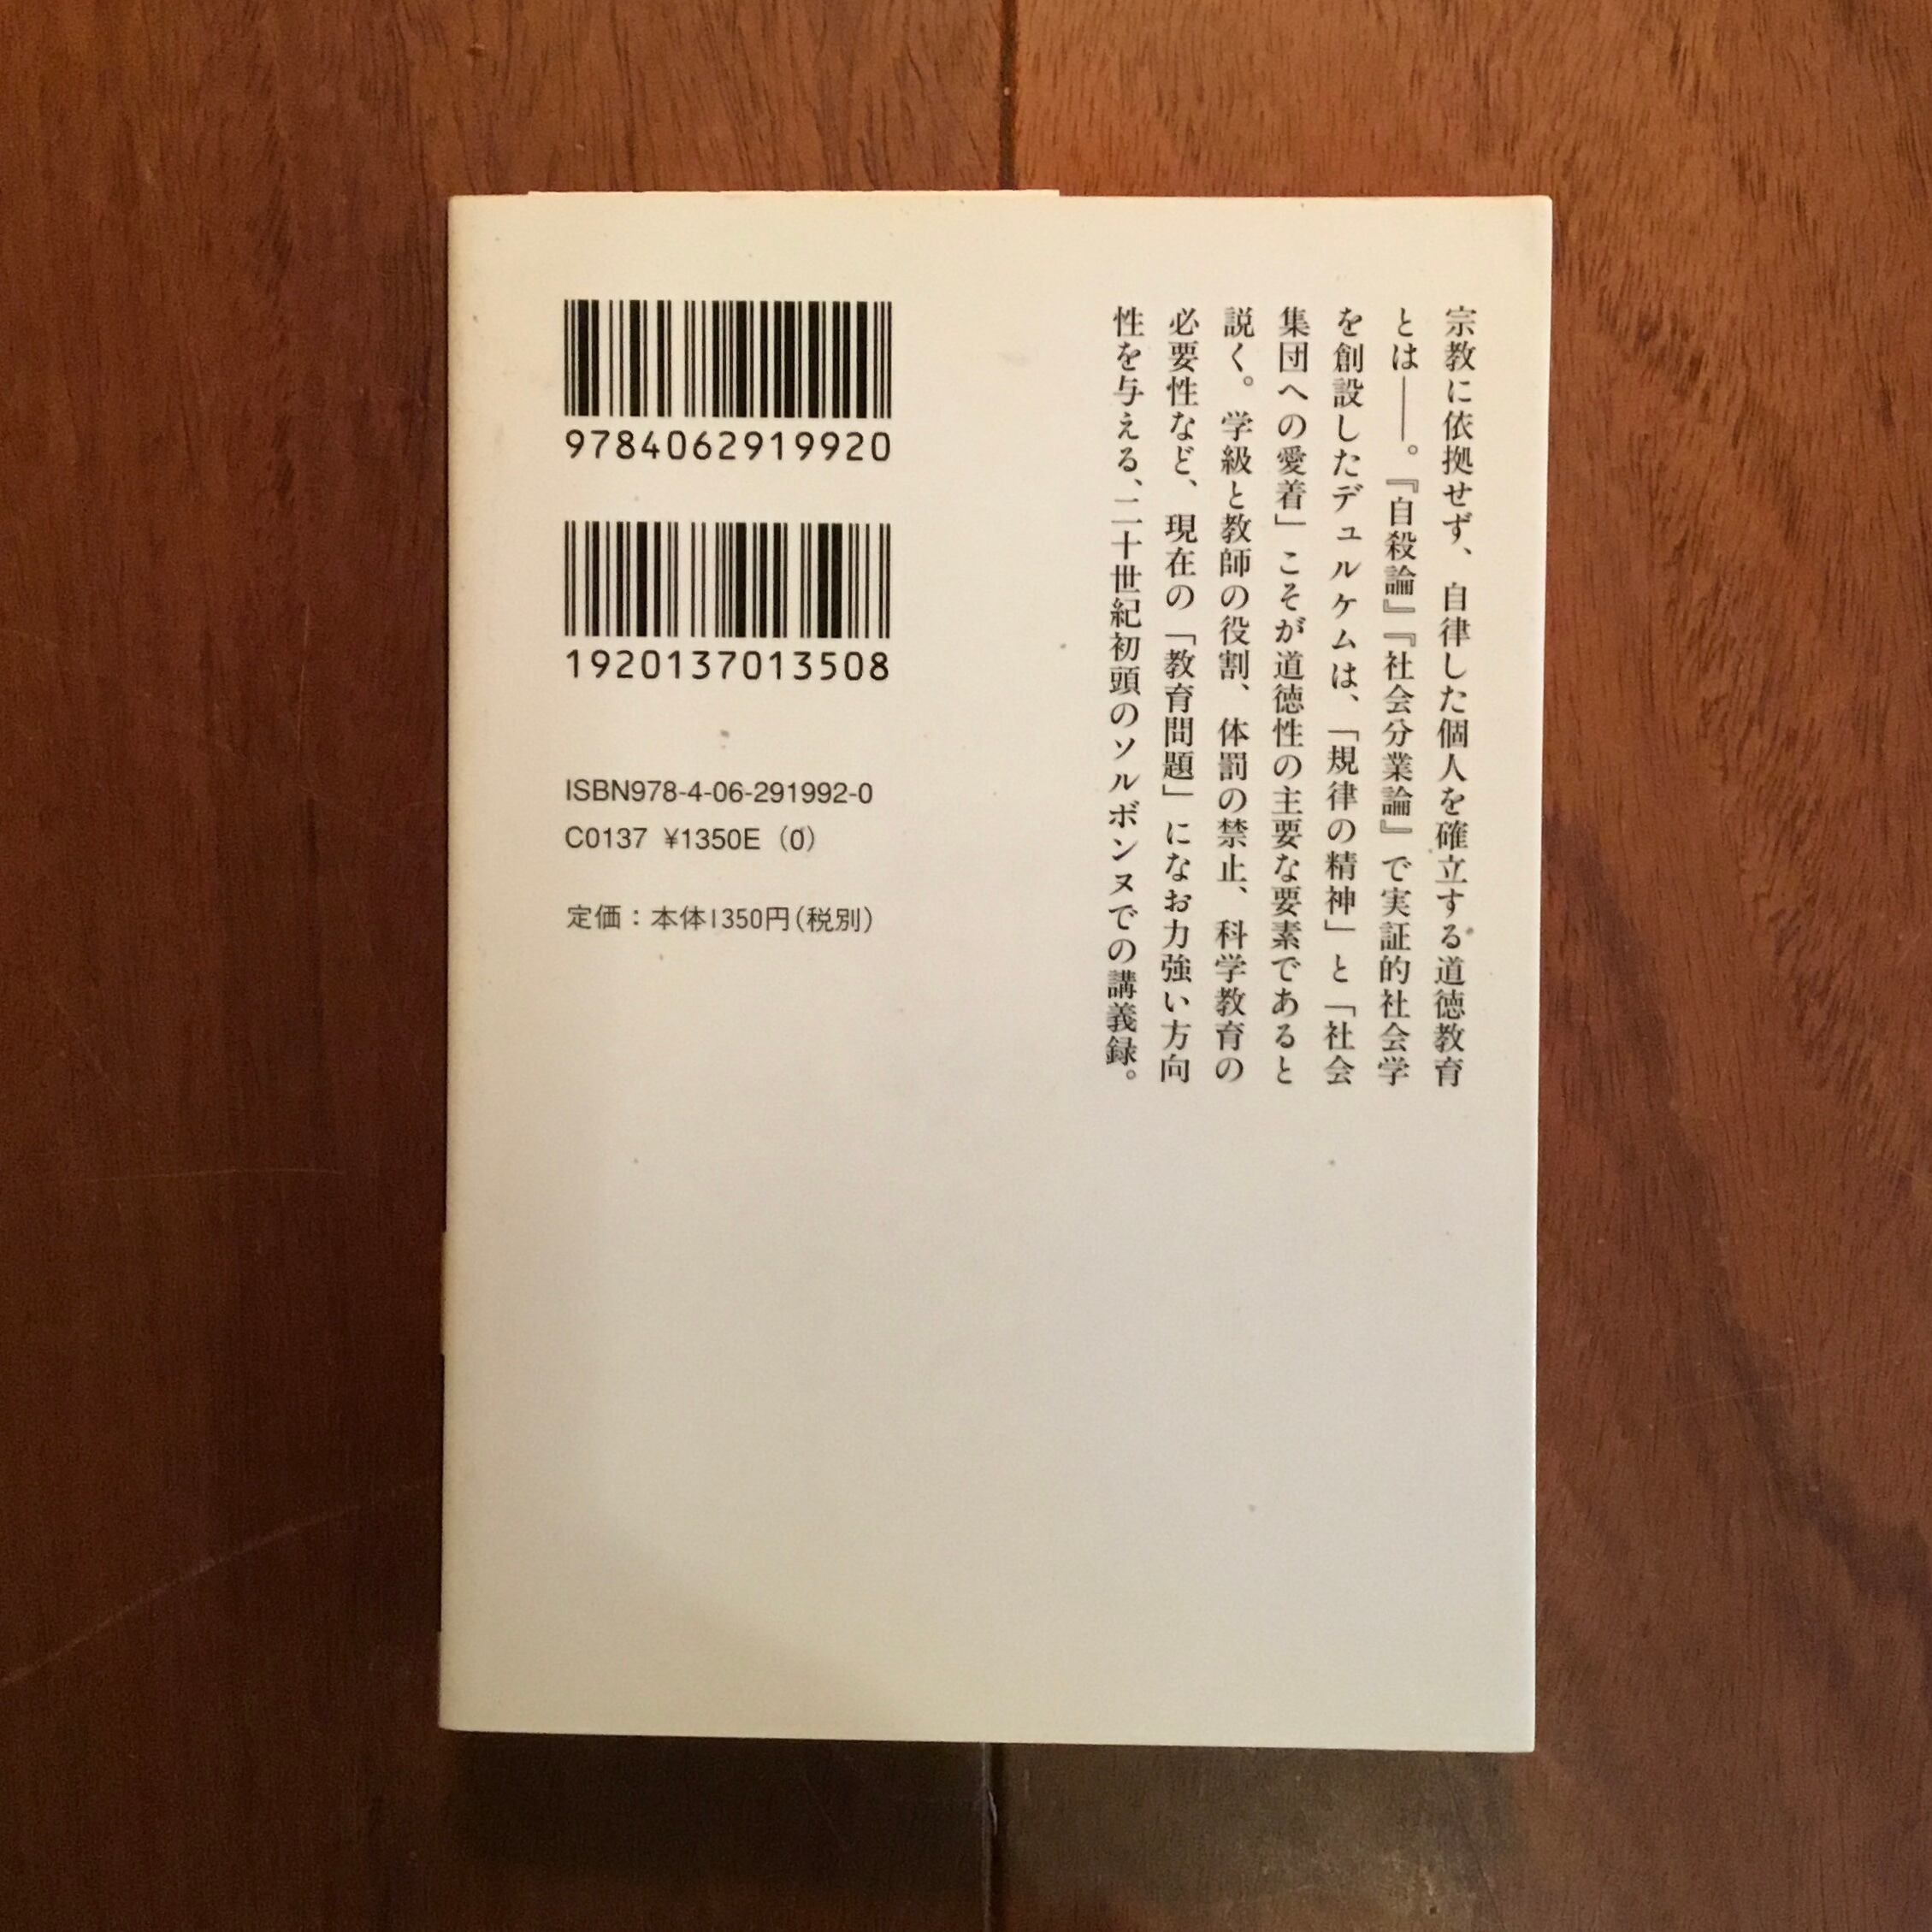 宗教に依拠せず、自律した個人を確立する道徳教育
とは――。『自殺論』『社会分業論』で実証的社会学
を創設したデュルケムは、「規律の精神」と「社会
集団への愛着」こそが道徳性の主要な要素であると
説く。学級と教師の役割、体罰の禁止、科学教育の
必要性など、現在の「教育問題」になお力強い方向
性を与える、二十世紀初頭のソルボンヌでの講義録。
9784062919920
1920137013508
ISBN978-4-06-291992-0
C0137 ¥1350E (0)
定価：本体1350円(税別)